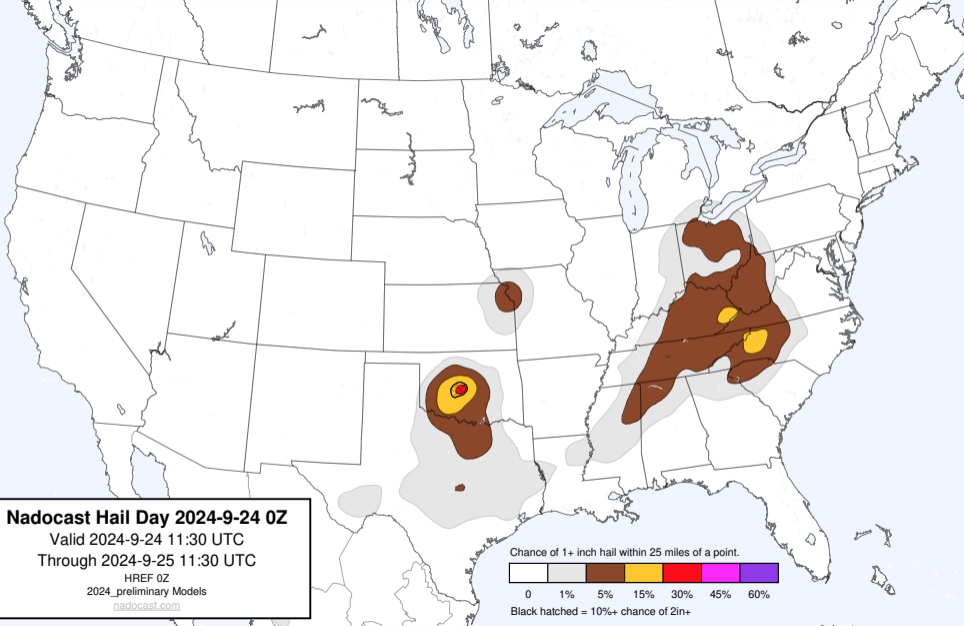 Nadocast Hail Day 2024-9-24 0Z
Valid 2024-9-24 11:30 UTC
Through 2024-9-25 11:30 UTC
HREF 0Z
2024_preliminary Models
nadocast.com
Chance of 1+ inch hail within 25 miles of a point.
0 1% 5% 15% 30% 45% 60%
Black hatched = 10%+ chance of 2in+